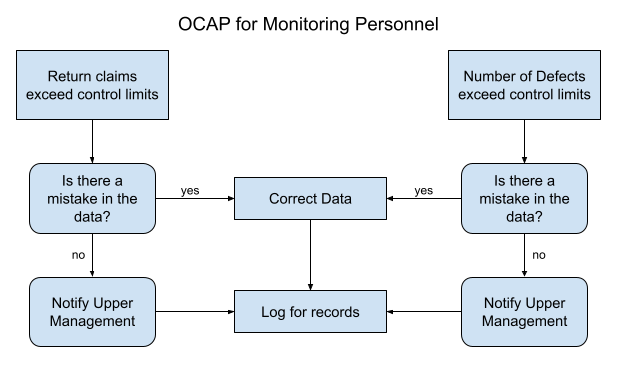 OCAP for Monitoring Personnel
Return claims
exceed control limits
Number of Defects
exceed control limits
Is there a
mistake in the
data?
yes
Correct Data
yes
Is there a
mistake in the
data?
no
no
Notify Upper
Management
Log for records
Notify Upper
Management